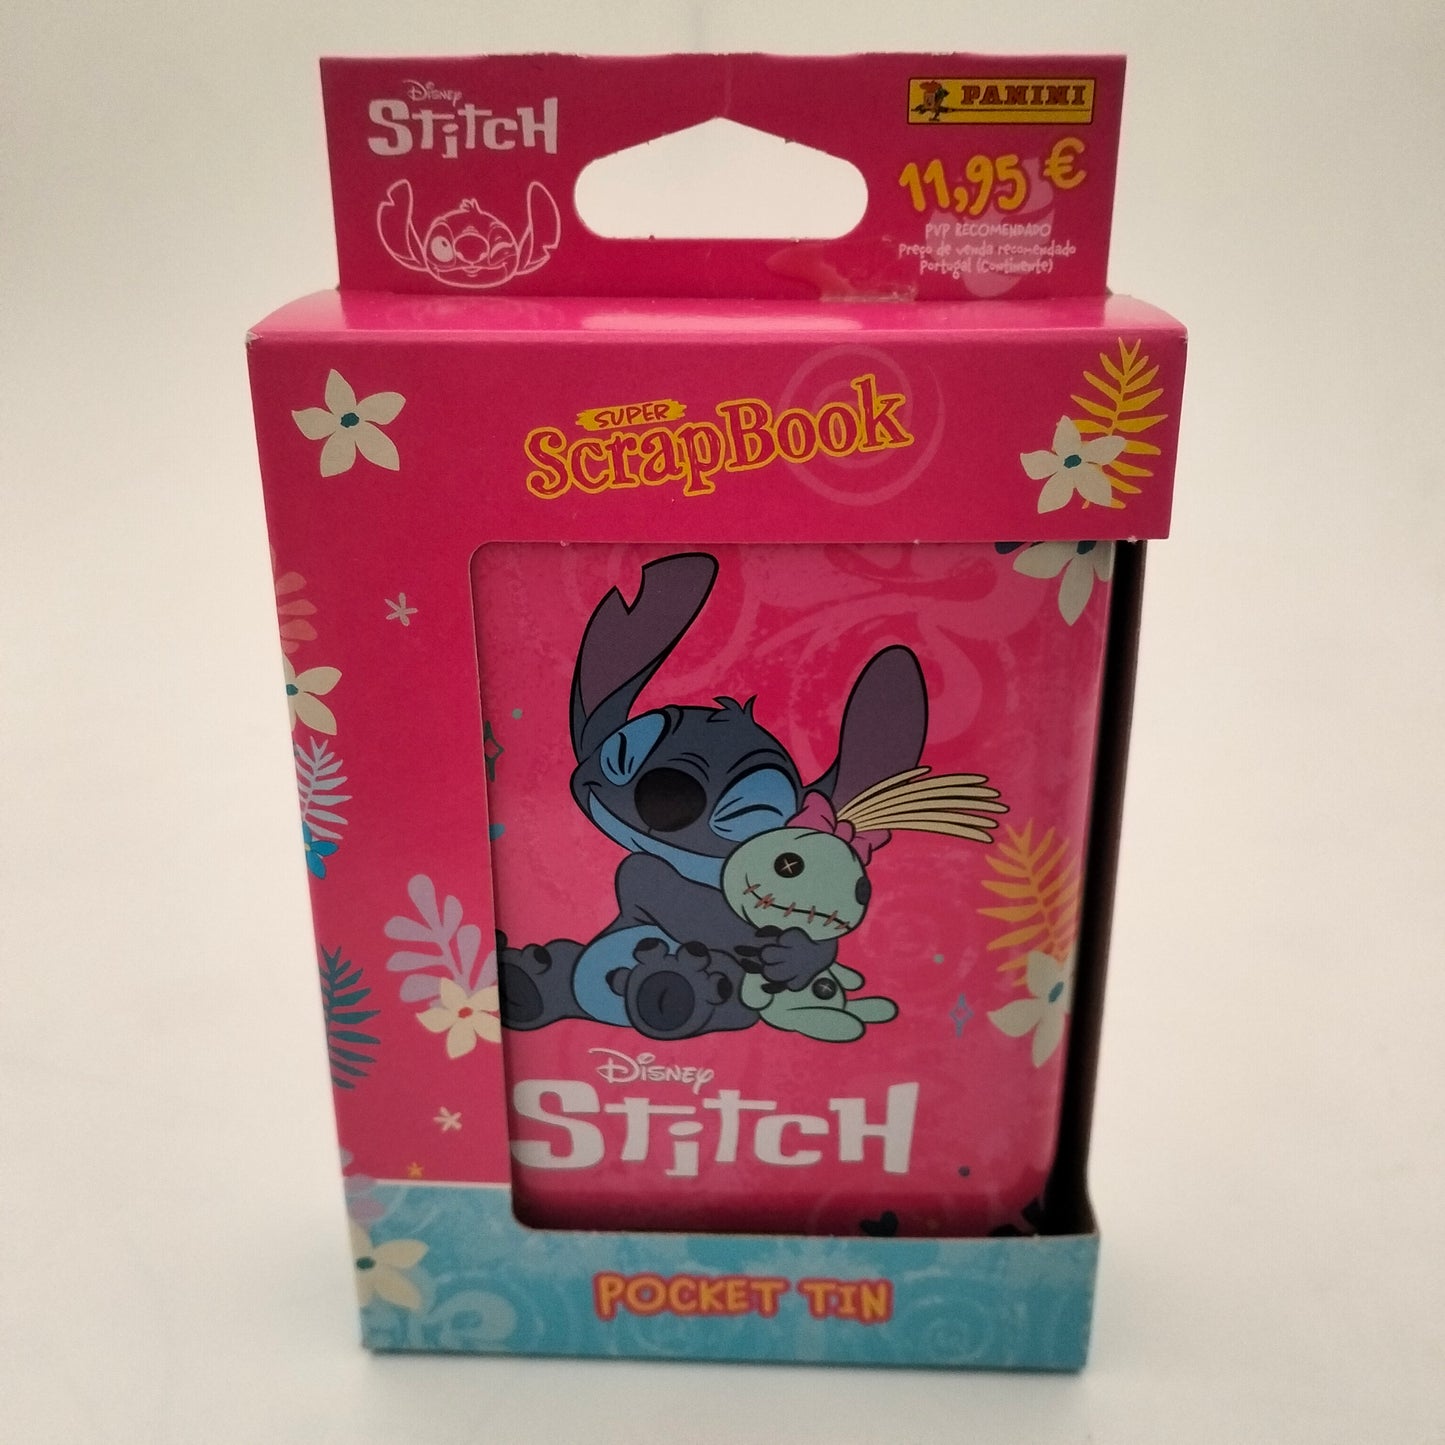 Disney
Stitch
PANINI
11,95 €
PVP RECOMENDADO
Preço de venda recomendado
Portugal (Continente)
SUPER
ScrapBook
Disney
Stitch
POCKET TIN